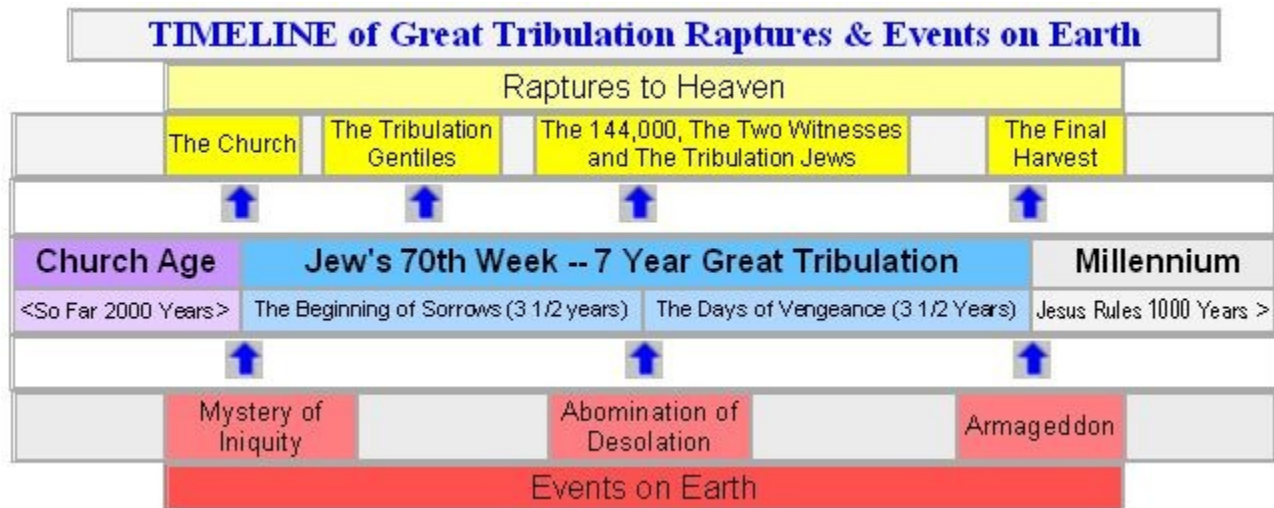 TIMELINE of Great Tribulation Raptures & Events on Earth
Raptures to Heaven
The Church
The Tribulation
Gentiles
The 144,000, The Two Witnesses
and The Tribulation Jews
The Final
Harvest
Church Age
Jew's 70th Week -- 7 Year Great Tribulation
Millennium
<So Far 2000 Years>
The Beginning of Sorrows (3 1/2 years)
The Days of Vengeance (3 1/2 Years)
Jesus Rules 1000 Years >
Mystery of
Iniquity
Abomination of
Desolation
Armageddon
Events on Earth